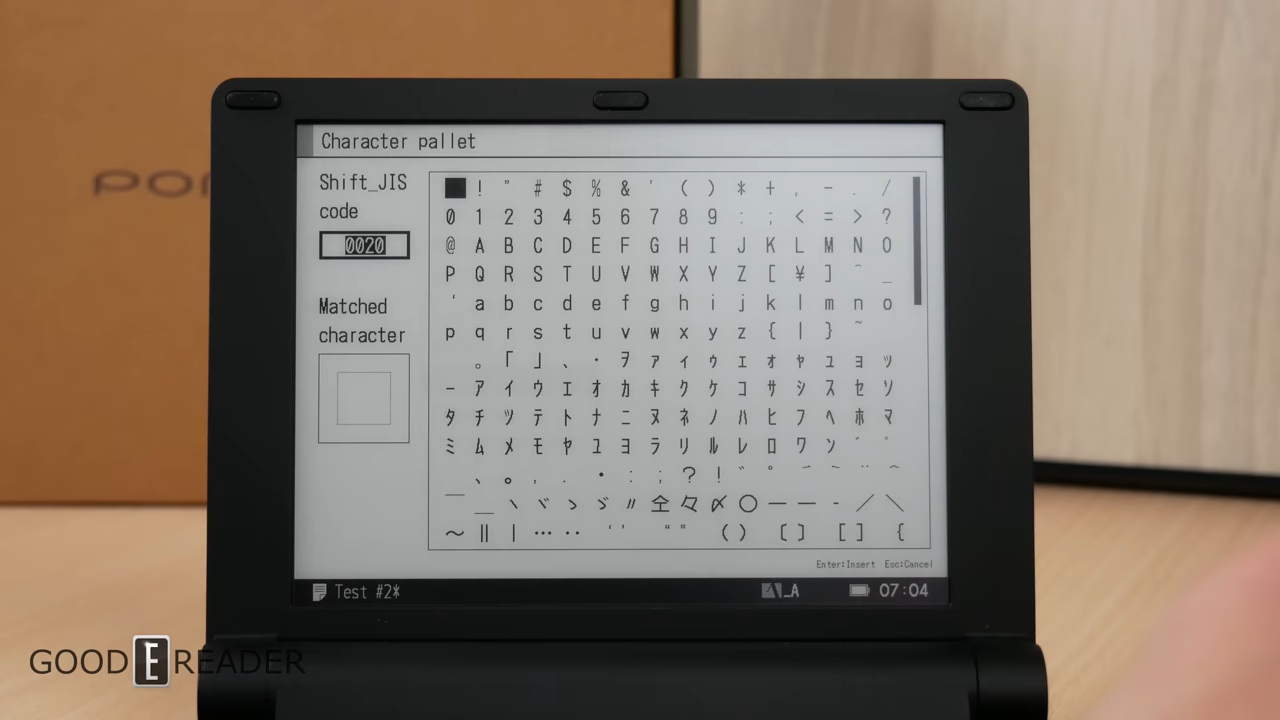 POM
Character pallet
Shift_JIS
code
0020
Matched
character
! " # $ % & ' ( ) * + , - . /
0 1 2 3 4 5 6 7 8 9 : ; < = > ?
@ A B C D E F G H I J K L M N O
P Q R S T U V W X Y Z [ ¥ ] ^ _
` a b c d e f g h i j k l m n o
p q r s t u v w x y z { | } ~
。 「 」 、 ・ ヲ ァ ィ ゥ ェ ォ ャ ュ ョ ッ
ー ア イ ウ エ オ カ キ ク ケ コ サ シ ス セ ソ
タ チ ツ テ ト ナ ニ ヌ ネ ノ ハ ヒ フ ヘ ホ マ
ミ ム メ モ ヤ ユ ヨ ラ リ ル レ ロ ワ ン ゙ ゚
、 。 , . ・ : ; ? ! ゛ ゜ ´ ` ¨ ^
￣ _ ヽ ヾ ゝ ゞ 〃 仝 々 〆 〇 ー ― ‐ / \
～ ∥ | … ‥ ‘ ’ “ ” ( ) 〔 〕 [ ] {
Enter:Insert Esc:Cancel
Test #2*
_A
07:04
GOOD E READER